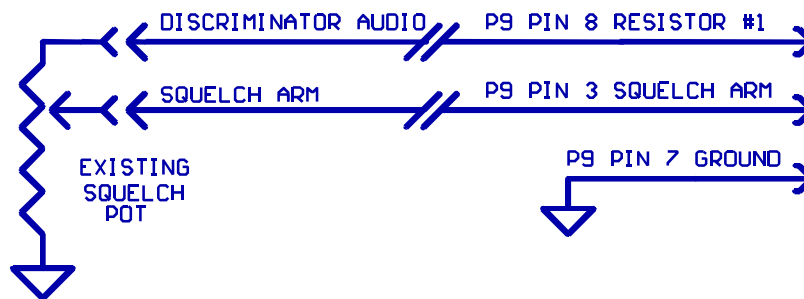 DISCRIMINATOR AUDIO
P9 PIN 8 RESISTOR #1
SQUELCH ARM
P9 PIN 3 SQUELCH ARM
P9 PIN 7 GROUND
EXISTING
SQUELCH
POT